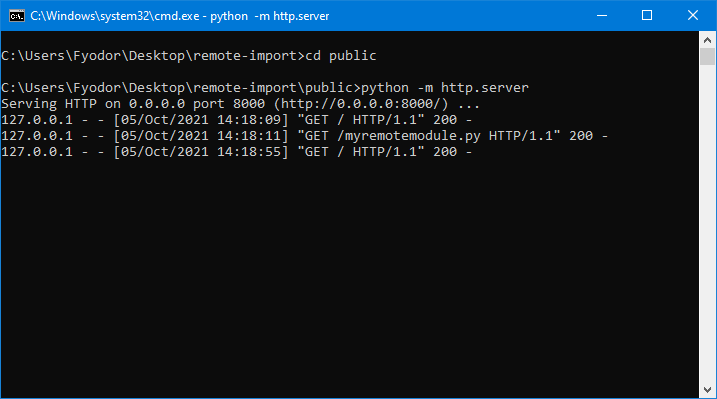 C:\Windows\system32\cmd.exe - python  -m http.server
C:\Users\Fyodor\Desktop\remote-import>cd public
C:\Users\Fyodor\Desktop\remote-import\public>python -m http.server
Serving HTTP on 0.0.0.0 port 8000 (http://0.0.0.0:8000/) ...
127.0.0.1 - - [05/Oct/2021 14:18:09] "GET / HTTP/1.1" 200 -
127.0.0.1 - - [05/Oct/2021 14:18:11] "GET /myremotemodule.py HTTP/1.1" 200 -
127.0.0.1 - - [05/Oct/2021 14:18:55] "GET / HTTP/1.1" 200 -